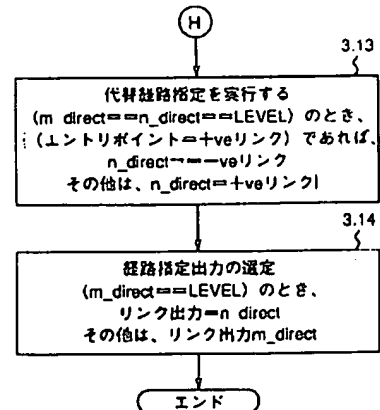 H
3.13
代替経路指定を実行する
(m_direct==n_direct==LEVEL) のとき、
{ (エントリポイント=+veリンク) であれば、
n_direct=-veリンク
その他は、n_direct=+veリンク}
3.14
経路指定出力の選定
(m_direct==LEVEL) のとき、
リンク出力=n_direct
その他は、リンク出力m_direct
エンド